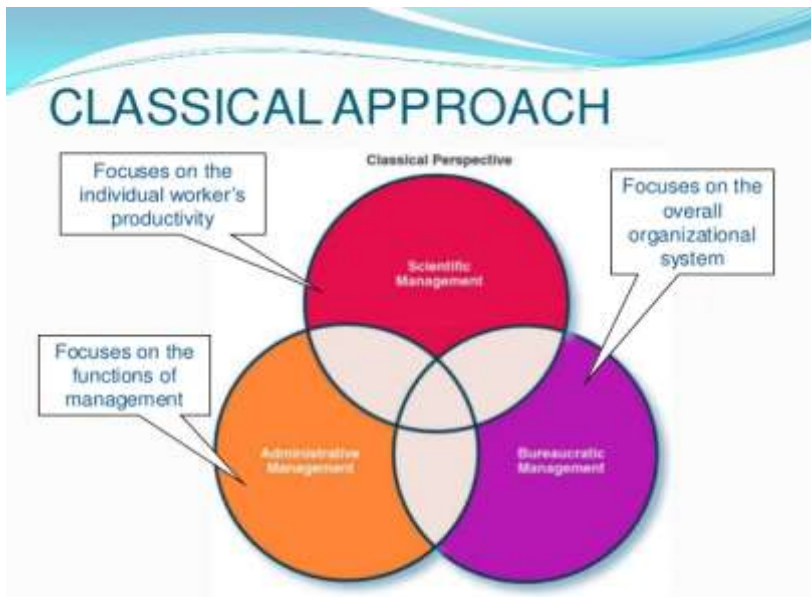 CLASSICAL APPROACH
Classical Perspective
Focuses on the
individual worker's
productivity
Focuses on the
overall
organizational
system
Scientific
Management
Focuses on the
functions of
management
Administrative
Management
Bureaucratic
Management